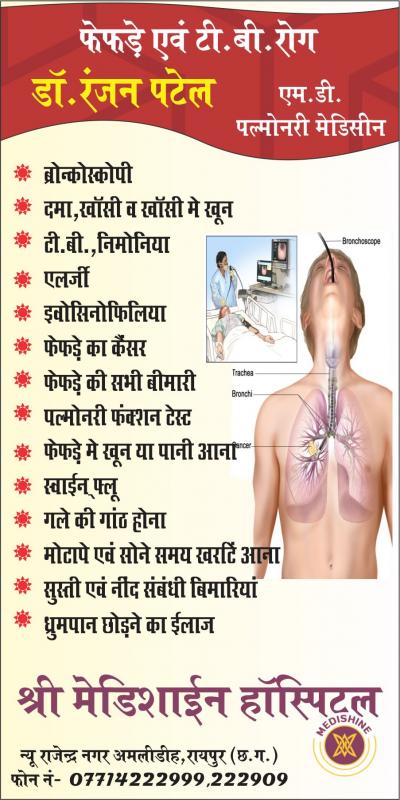 फेफड़े एवं टी.बी.रोग
डॉ.रंजन पटेल
एम.डी.
पल्मोनरी मेडिसीन
ब्रोन्कोस्कोपी
दमा,खॉसी व खॉसी मे खून
टी.बी.,निमोनिया
एलर्जी
इवोसिनोफिलिया
फेफड़े का कैंसर
फेफड़े की सभी बीमारी
पल्मोनरी फंक्शन टेस्ट
फेफड़े मे खून या पानी आना
स्वाईन् फ्लू
गले की गांठ होना
मोटापे एवं सोने समय खर्राटे आना
सुस्ती एवं नींद संबंधी बिमारियां
ध्रुमपान छोड़ने का ईलाज
Bronchoscope
Trachea
Bronchi
Cancer
श्री मेडिशाईन हॉस्पिटल
MEDISHINE
न्यू राजेन्द्र नगर अमलीडीह,रायपुर (छ.ग.)
फोन नं- 07714222999,222909